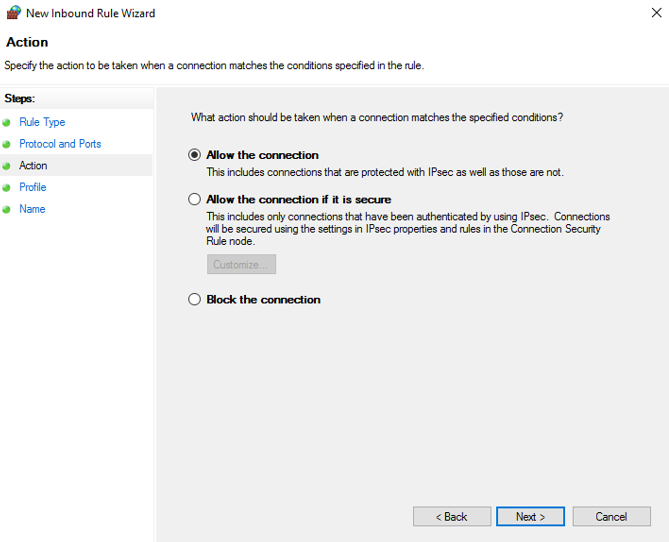 New Inbound Rule Wizard
Action
Specify the action to be taken when a connection matches the conditions specified in the rule.
Steps:
Rule Type
Protocol and Ports
Action
Profile
Name
What action should be taken when a connection matches the specified conditions?
Allow the connection
This includes connections that are protected with IPsec as well as those are not.
Allow the connection if it is secure
This includes only connections that have been authenticated by using IPsec. Connections
will be secured using the settings in IPsec properties and rules in the Connection Security
Rule node.
Customize...
Block the connection
< Back
Next >
Cancel